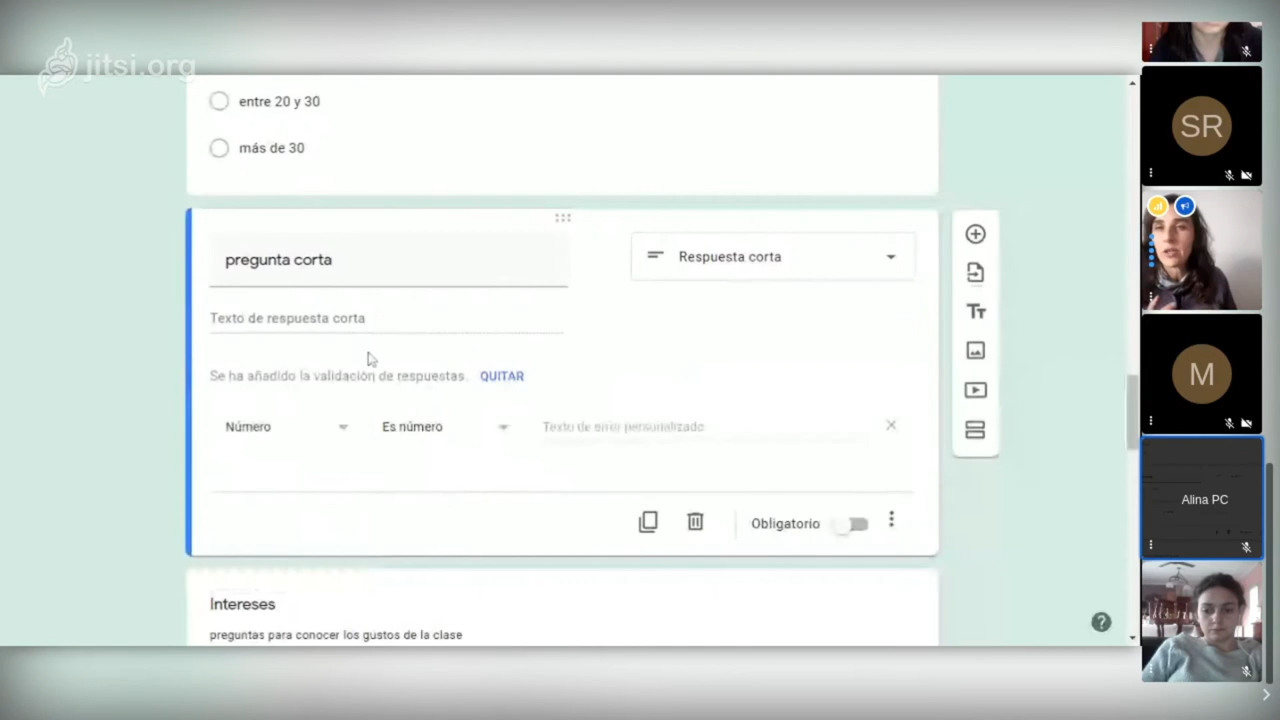 jitsi.org
entre 20 y 30
más de 30
pregunta corta
Respuesta corta
Texto de respuesta corta
Se ha añadido la validación de respuestas. QUITAR
Número
Es número
Texto de error personalizado
Obligatorio
Intereses
preguntas para conocer los gustos de la clase
SR
M
Alina PC